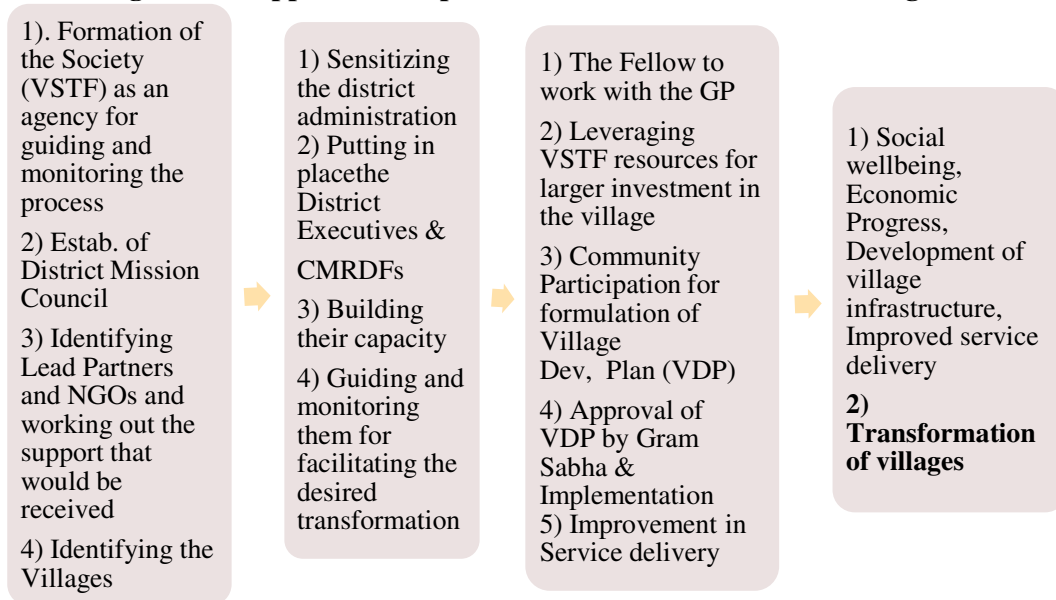 1). Formation of
the Society
(VSTF) as an
agency for
guiding and
monitoring the
process
2) Estab. of
District Mission
Council
3) Identifying
Lead Partners
and NGOs and
working out the
support that
would be
received
4) Identifying the
Villages
1) Sensitizing
the district
administration
2) Putting in
placethe
District
Executives &
CMRDFs
3) Building
their capacity
4) Guiding and
monitoring
them for
facilitating the
desired
transformation
1) The Fellow to
work with the GP
2) Leveraging
VSTF resources for
larger investment in
the village
3) Community
Participation for
formulation of
Village
Dev, Plan (VDP)
4) Approval of
VDP by Gram
Sabha &
Implementation
5) Improvement in
Service delivery
1) Social
wellbeing,
Economic
Progress,
Development of
village
infrastructure,
Improved service
delivery
2)
Transformation
of villages